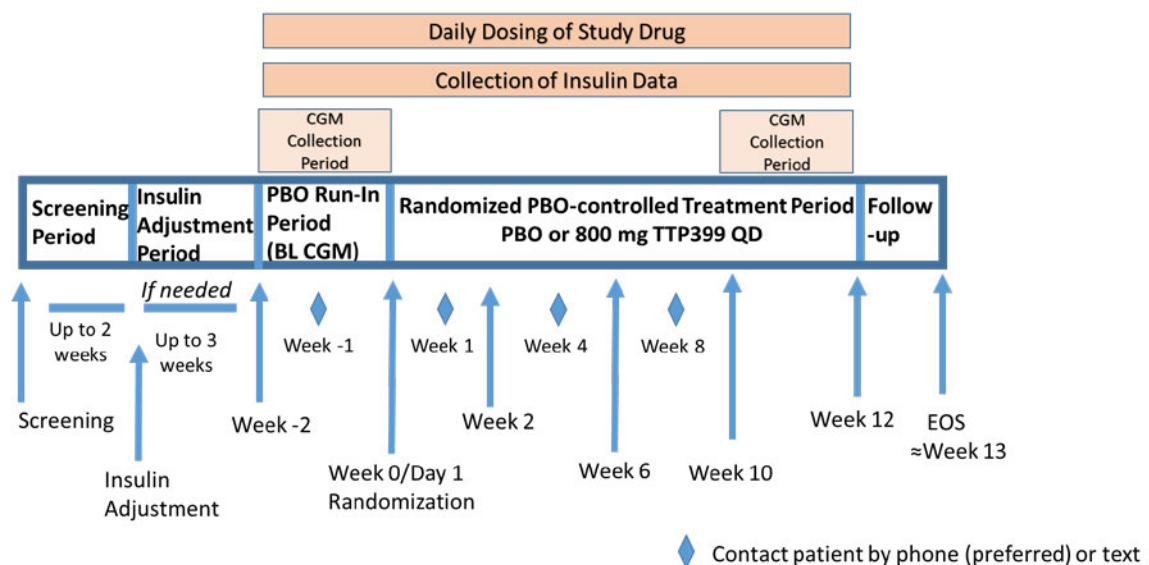 Daily Dosing of Study Drug
Collection of Insulin Data
CGM
Collection
Period
CGM
Collection
Period
Screening
Period
Insulin
Adjustment
Period
PBO Run-In
Period
(BL CGM)
Randomized PBO-controlled Treatment Period
PBO or 800 mg TTP399 QD
Follow
-up
If needed
Up to 2
weeks
Up to 3
weeks
Week -1
Week 1
Week 4
Week 8
Screening
Insulin
Adjustment
Week -2
Week 0/Day 1
Randomization
Week 2
Week 6
Week 10
Week 12
EOS
≈Week 13
Contact patient by phone (preferred) or text